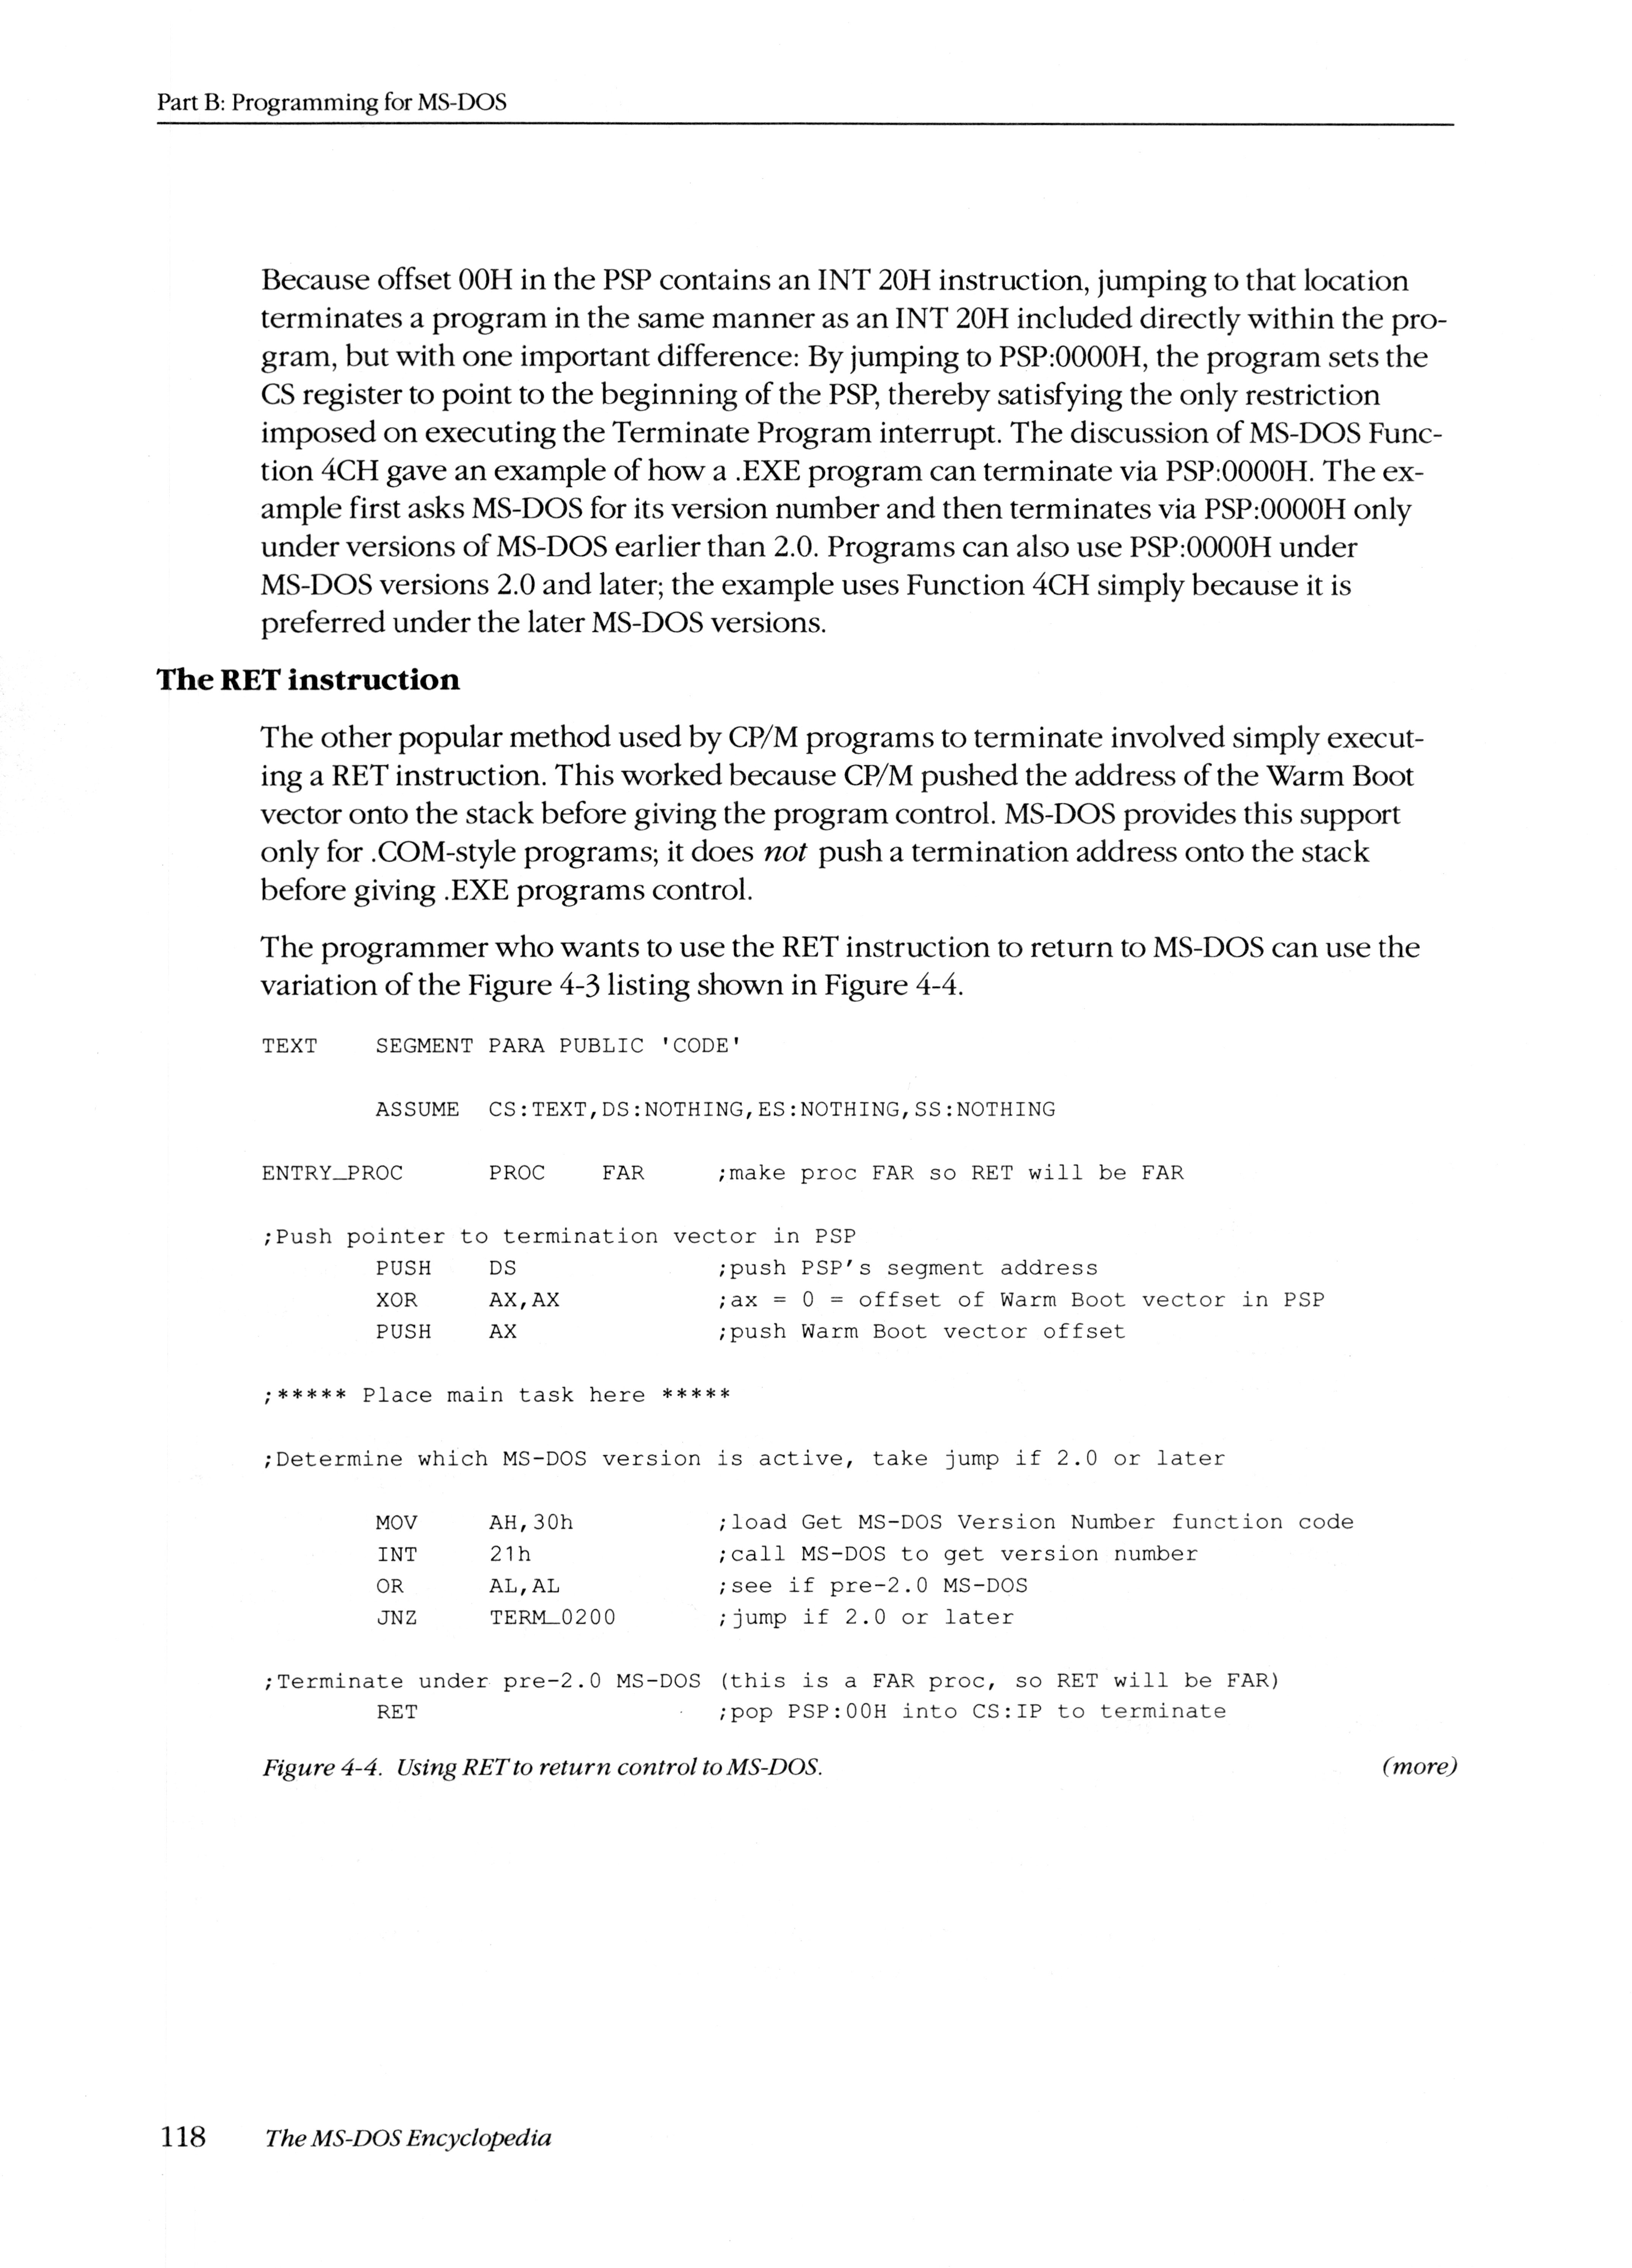 Part B: Programming for MS-DOS
Because offset 00H in the PSP contains an INT 20H instruction, jumping to that location
terminates a program in the same manner as an INT 20H included directly within the pro-
gram, but with one important difference: By jumping to PSP:0000H, the program sets the
CS register to point to the beginning of the PSP, thereby satisfying the only restriction
imposed on executing the Terminate Program interrupt. The discussion of MS-DOS Func-
tion 4CH gave an example of how a .EXE program can terminate via PSP:0000H. The ex-
ample first asks MS-DOS for its version number and then terminates via PSP:0000H only
under versions of MS-DOS earlier than 2.0. Programs can also use PSP:0000H under
MS-DOS versions 2.0 and later; the example uses Function 4CH simply because it is
preferred under the later MS-DOS versions.
The RET instruction
The other popular method used by CP/M programs to terminate involved simply execut-
ing a RET instruction. This worked because CP/M pushed the address of the Warm Boot
vector onto the stack before giving the program control. MS-DOS provides this support
only for .COM-style programs; it does not push a termination address onto the stack
before giving .EXE programs control.
The programmer who wants to use the RET instruction to return to MS-DOS can use the
variation of the Figure 4-3 listing shown in Figure 4-4.
TEXT    SEGMENT PARA PUBLIC 'CODE'
        ASSUME  CS:TEXT,DS:NOTHING,ES:NOTHING,SS:NOTHING
ENTRY_PROC      PROC    FAR     ;make proc FAR so RET will be FAR
;Push pointer to termination vector in PSP
        PUSH    DS              ;push PSP's segment address
        XOR     AX,AX           ;ax = 0 = offset of Warm Boot vector in PSP
        PUSH    AX              ;push Warm Boot vector offset
;***** Place main task here *****
;Determine which MS-DOS version is active, take jump if 2.0 or later
        MOV     AH,30h          ;load Get MS-DOS Version Number function code
        INT     21h             ;call MS-DOS to get version number
        OR      AL,AL           ;see if pre-2.0 MS-DOS
        JNZ     TERM_0200       ;jump if 2.0 or later
;Terminate under pre-2.0 MS-DOS (this is a FAR proc, so RET will be FAR)
        RET                     ;pop PSP:00H into CS:IP to terminate
Figure 4-4. Using RET to return control to MS-DOS. (more)
118 The MS-DOS Encyclopedia